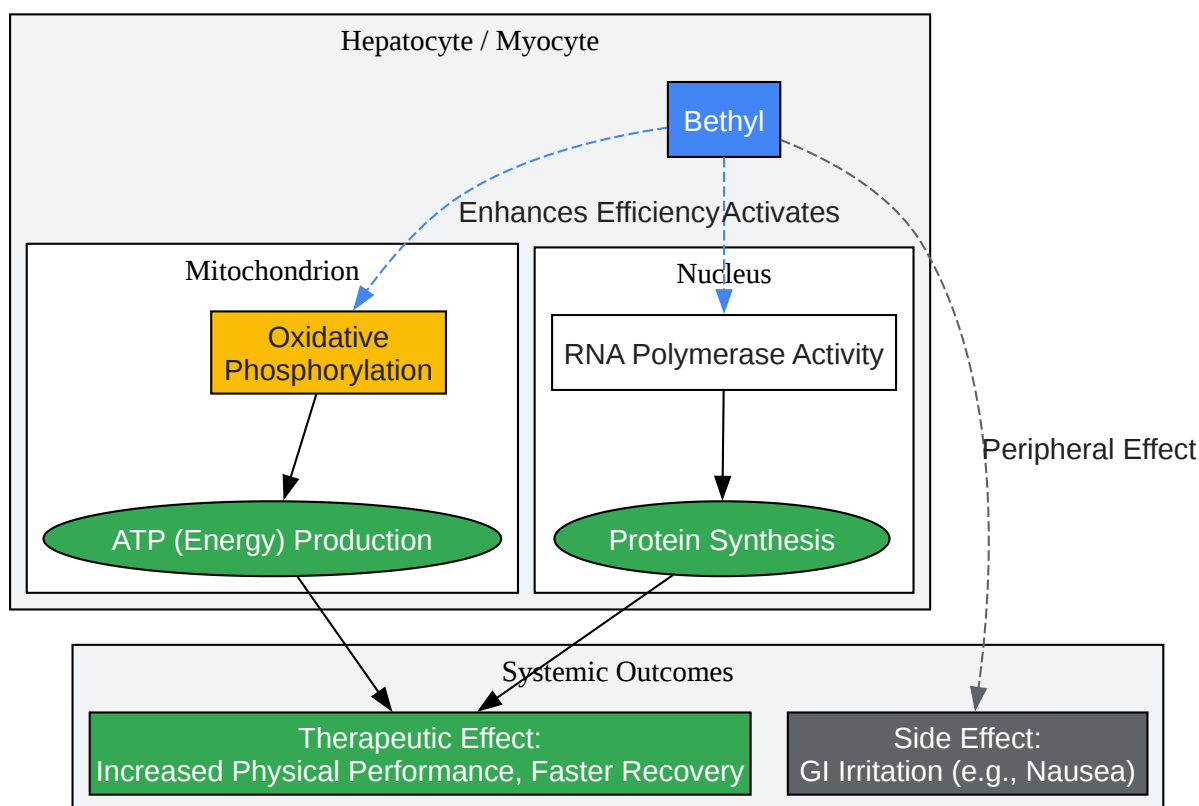 Hepatocyte / Myocyte
Bethyl
Enhances Efficiency
Activates
Mitochondrion
Nucleus
Oxidative
Phosphorylation
RNA Polymerase Activity
Peripheral Effect
ATP (Energy) Production
Protein Synthesis
Systemic Outcomes
Therapeutic Effect:
Increased Physical Performance, Faster Recovery
Side Effect:
GI Irritation (e.g., Nausea)